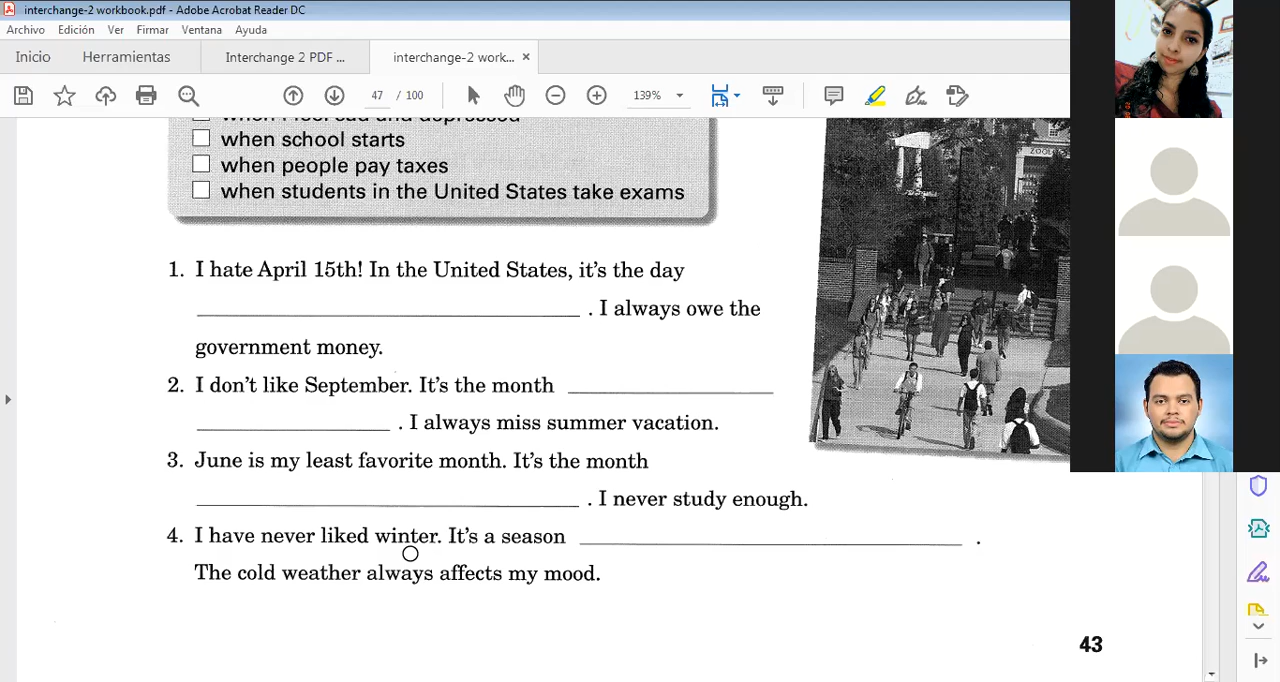 interchange-2 workbook.pdf - Adobe Acrobat Reader DC
Archivo Edición Ver Firmar Ventana Ayuda
Inicio Herramientas Interchange 2 PDF ... interchange-2 work... ×
47 / 100 139%
when I feel sad and depressed
when school starts
when people pay taxes
when students in the United States take exams
1. I hate April 15th! In the United States, it's the day
. I always owe the
government money.
2. I don't like September. It's the month
. I always miss summer vacation.
3. June is my least favorite month. It's the month
. I never study enough.
4. I have never liked winter. It's a season .
The cold weather always affects my mood.
43